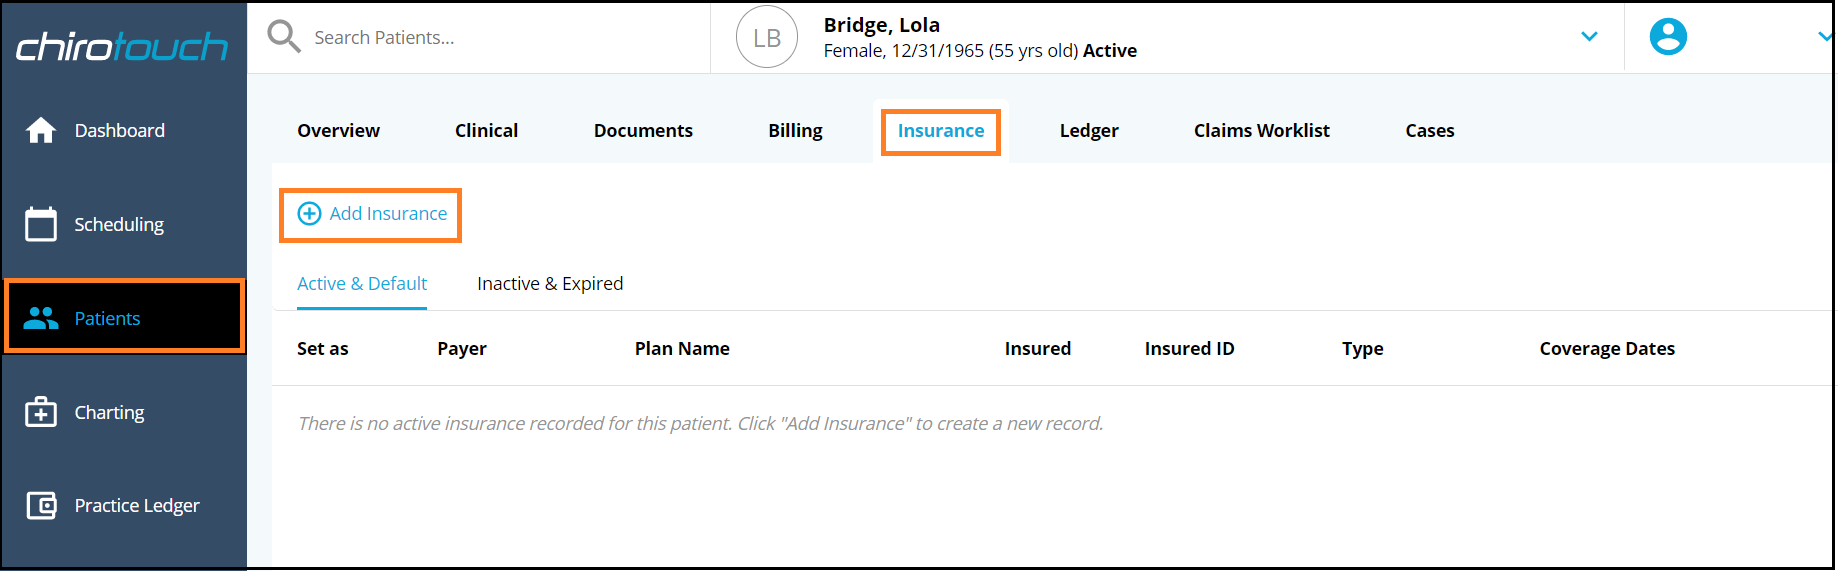 chirotouch
Search Patients...
LB
Bridge, Lola
Female, 12/31/1965 (55 yrs old) Active
Dashboard
Scheduling
Patients
Charting
Practice Ledger
Overview Clinical Documents Billing Insurance Ledger Claims Worklist Cases
Add Insurance
Active & Default Inactive & Expired
Set as Payer Plan Name Insured Insured ID Type Coverage Dates
There is no active insurance recorded for this patient. Click "Add Insurance" to create a new record.